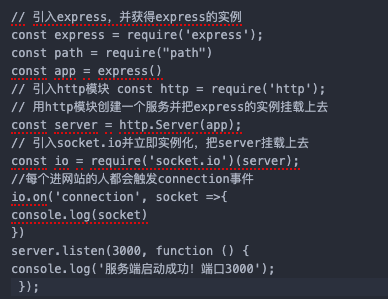 // 引入express，并获得express的实例
const express = require('express');
const path = require("path")
const app = express()
// 引入http模块 const http = require('http');
// 用http模块创建一个服务并把express的实例挂载上去
const server = http.Server(app);
// 引入socket.io并立即实例化，把server挂载上去
const io = require('socket.io')(server);
//每个进网站的人都会触发connection事件
io.on('connection', socket =>{
console.log(socket)
})
server.listen(3000, function () {
console.log('服务端启动成功！端口3000');
});